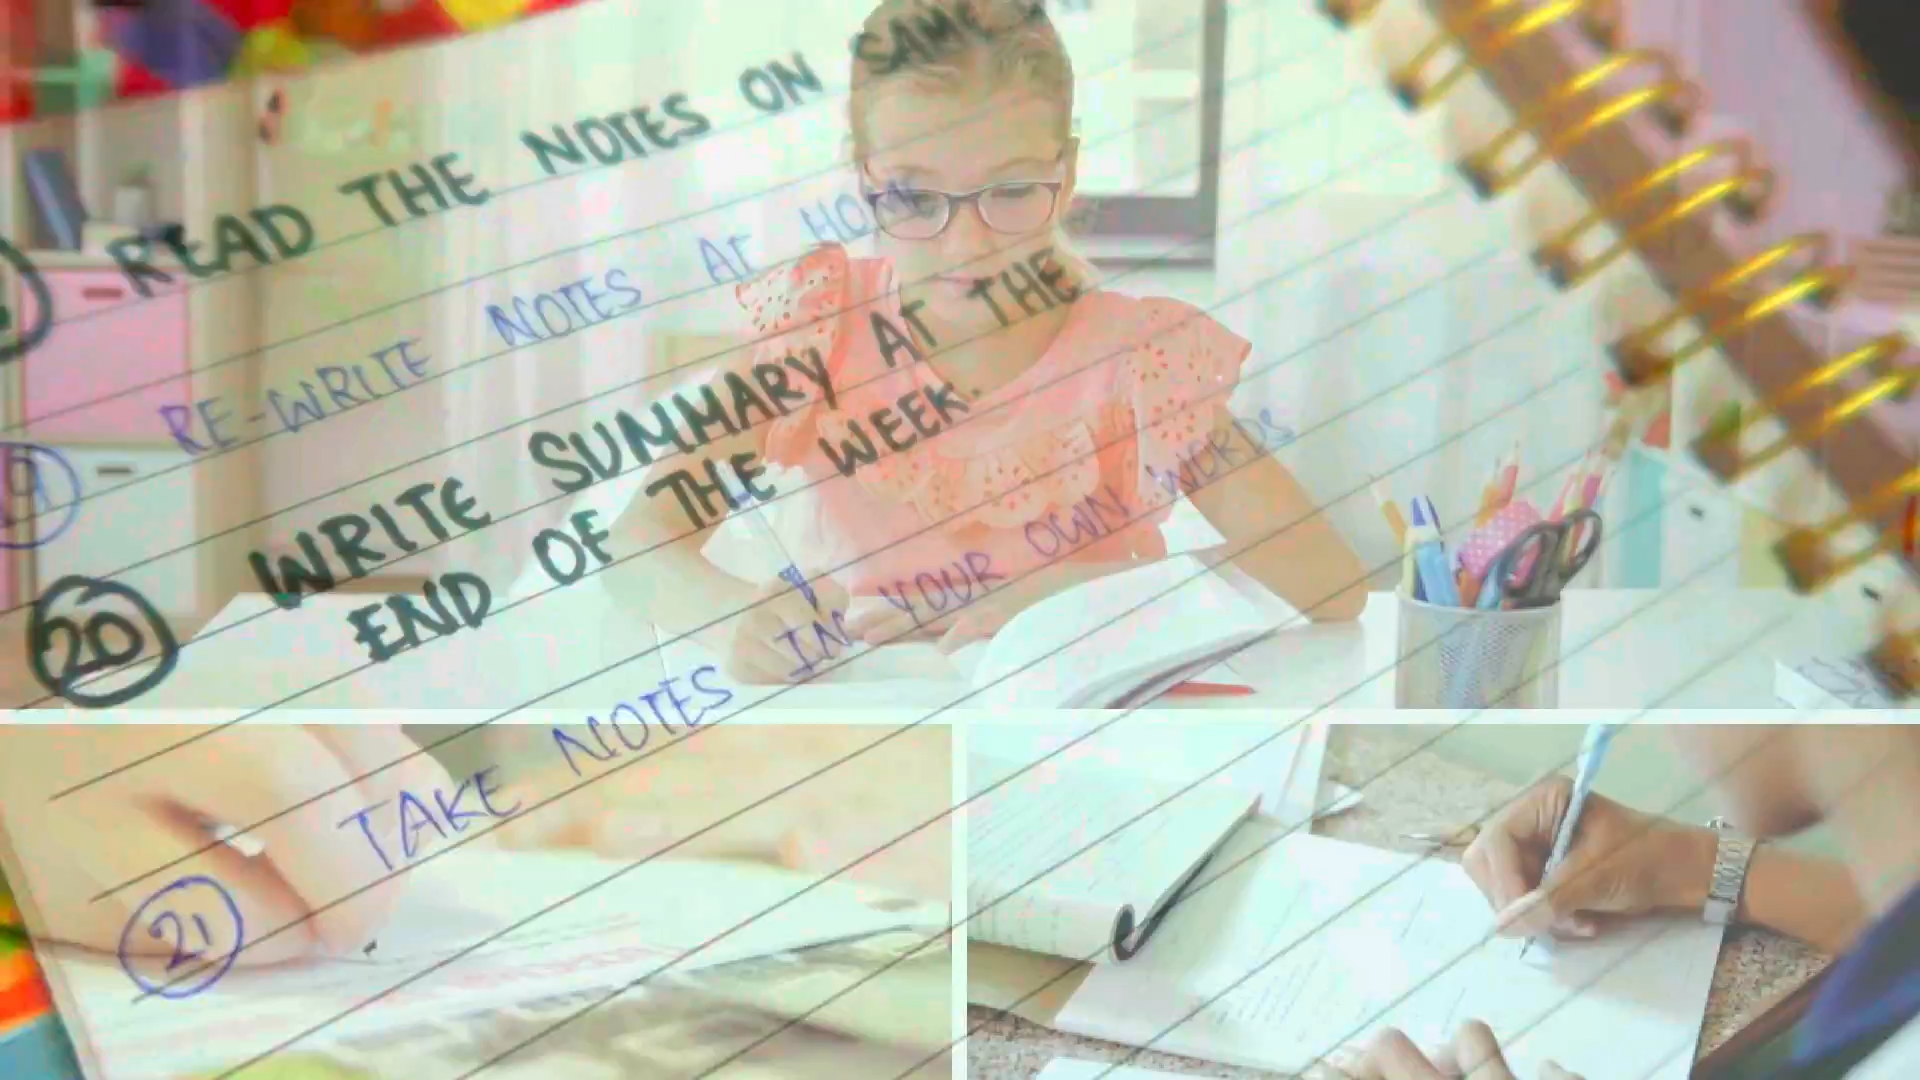 READ THE NOTES ON SAME
19 RE-WRITE NOTES AT HOME
20 WRITE SUMMARY AT THE
END OF THE WEEK.
21 TAKE NOTES IN YOUR OWN WORDS